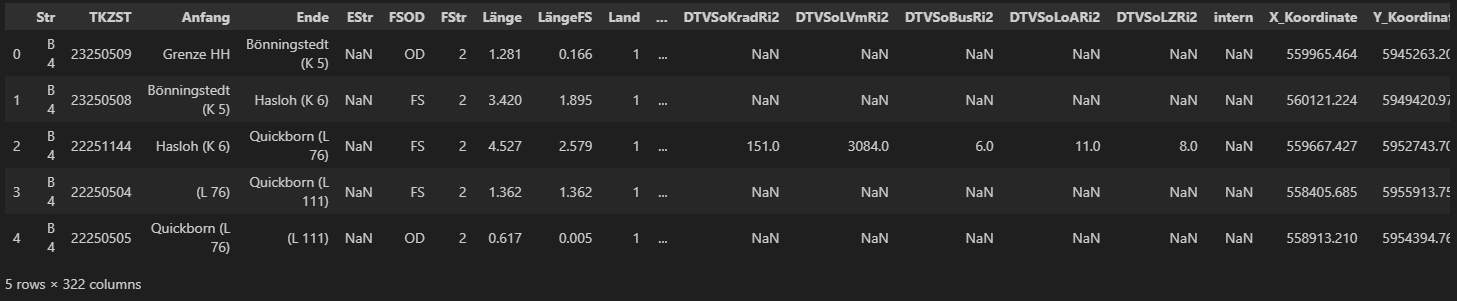 Str TKZST Anfang Ende EStr FSOD FStr Länge LängeFS Land ... DTVSoKradRi2 DTVSoLVmRi2 DTVSoBusRi2 DTVSoLoARi2 DTVSoLZRi2 intern X_Koordinate Y_Koordinat
0 B 4 23250509 Grenze HH Bönningstedt (K 5) NaN OD 2 1.281 0.166 1 ... NaN NaN NaN NaN NaN NaN 559965.464 5945263.20
1 B 4 23250508 Bönningstedt (K 5) Hasloh (K 6) NaN FS 2 3.420 1.895 1 ... NaN NaN NaN NaN NaN NaN 560121.224 5949420.97
2 B 4 22251144 Hasloh (K 6) Quickborn (L 76) NaN FS 2 4.527 2.579 1 ... 151.0 3084.0 6.0 11.0 8.0 NaN 559667.427 5952743.70
3 B 4 22250504 (L 76) Quickborn (L 111) NaN FS 2 1.362 1.362 1 ... NaN NaN NaN NaN NaN NaN 558405.685 5955913.75
4 B 4 22250505 Quickborn (L 76) (L 111) NaN OD 2 0.617 0.005 1 ... NaN NaN NaN NaN NaN NaN 558913.210 5954394.76
5 rows × 322 columns